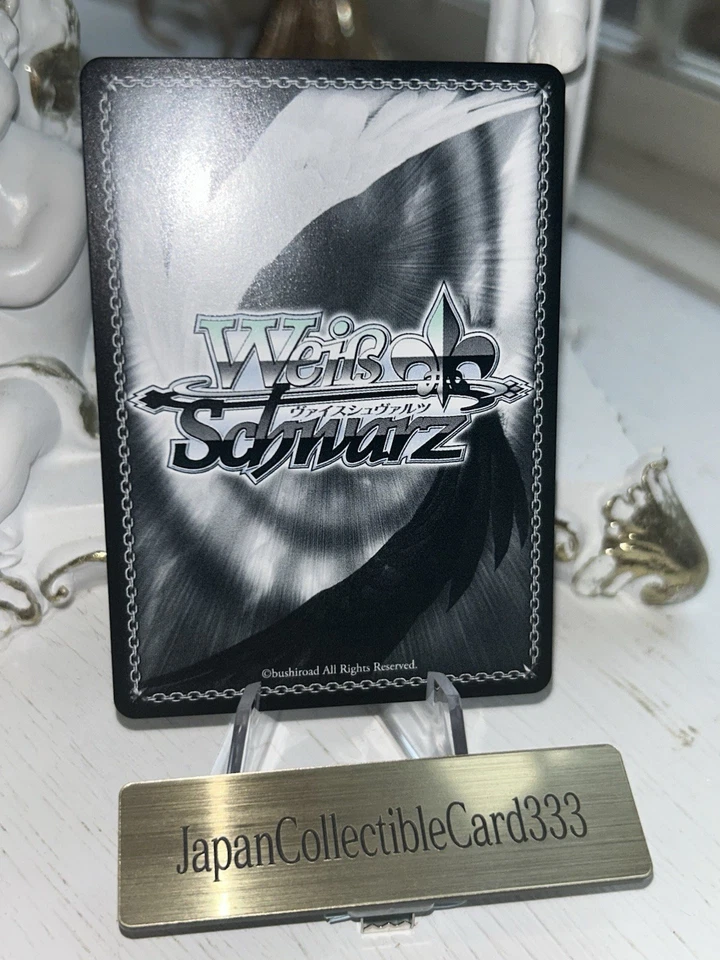 Weiß
ヴァイスシュヴァルツ
Schwarz
©bushiroad All Rights Reserved.
JapanCollectibleCard333